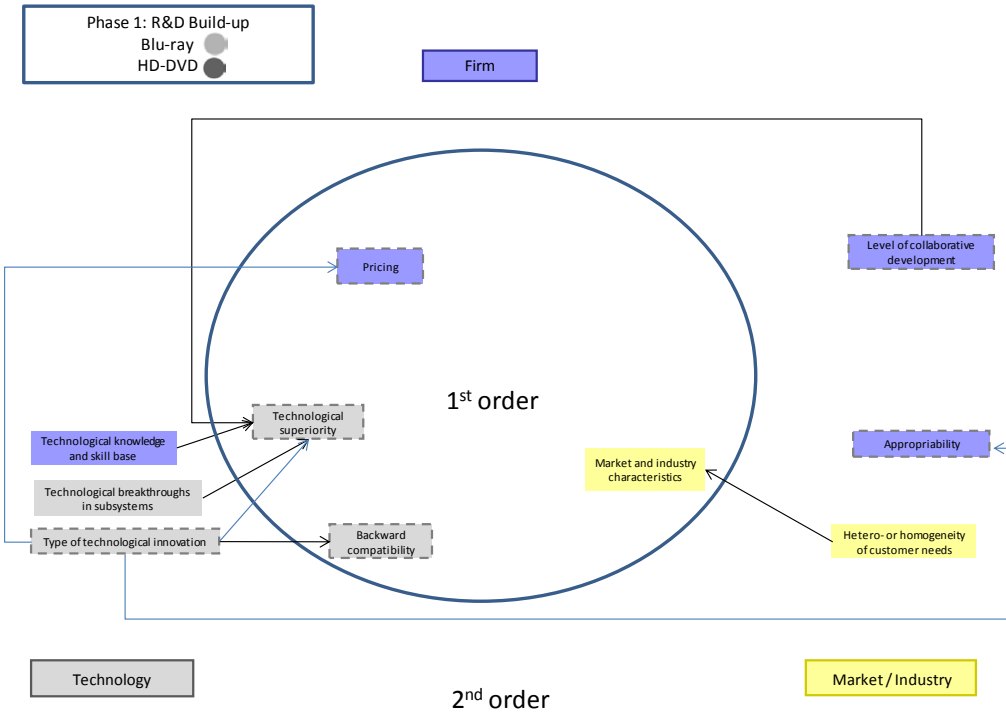 Phase 1: R&D Build-up
Blu-ray
HD-DVD
Firm
Level of collaborative
development
Pricing
1st order
Technological
superiority
Technological knowledge
and skill base
Appropriability
Market and industry
characteristics
Technological breakthroughs
in subsystems
Type of technological innovation
Backward
compatibility
Hetero- or homogeneity
of customer needs
Technology
2nd order
Market / Industry